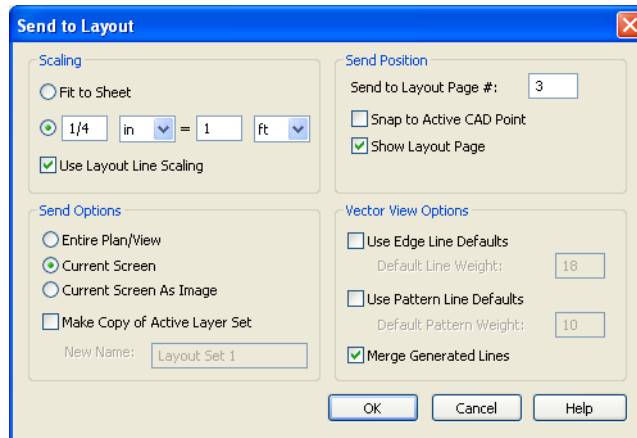 Send to Layout
Scaling
Fit to Sheet
1/4 in = 1 ft
Use Layout Line Scaling
Send Position
Send to Layout Page #: 3
Snap to Active CAD Point
Show Layout Page
Send Options
Entire Plan/View
Current Screen
Current Screen As Image
Make Copy of Active Layer Set
New Name: Layout Set 1
Vector View Options
Use Edge Line Defaults
Default Line Weight: 18
Use Pattern Line Defaults
Default Pattern Weight: 10
Merge Generated Lines
OK Cancel Help